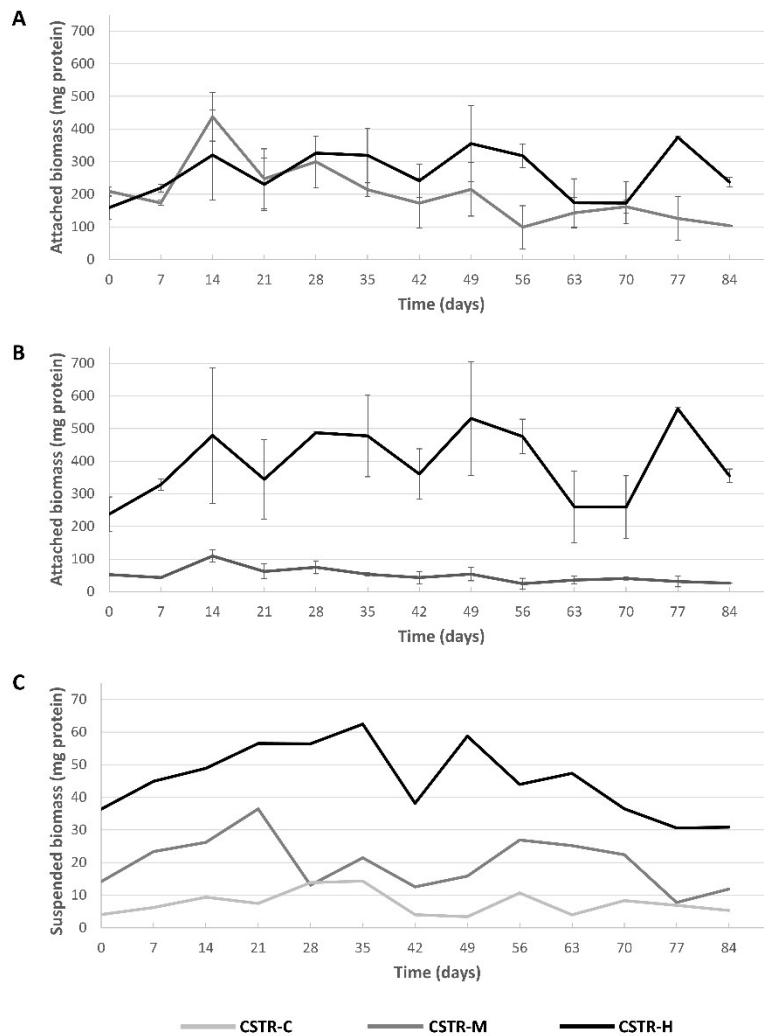 A
Attached biomass (mg protein)
700
600
500
400
300
200
100
0
0 7 14 21 28 35 42 49 56 63 70 77 84
Time (days)
B
Attached biomass (mg protein)
700
600
500
400
300
200
100
0
0 7 14 21 28 35 42 49 56 63 70 77 84
Time (days)
C
Suspended biomass (mg protein)
70
60
50
40
30
20
10
0
0 7 14 21 28 35 42 49 56 63 70 77 84
Time (days)
CSTR-C CSTR-M CSTR-H